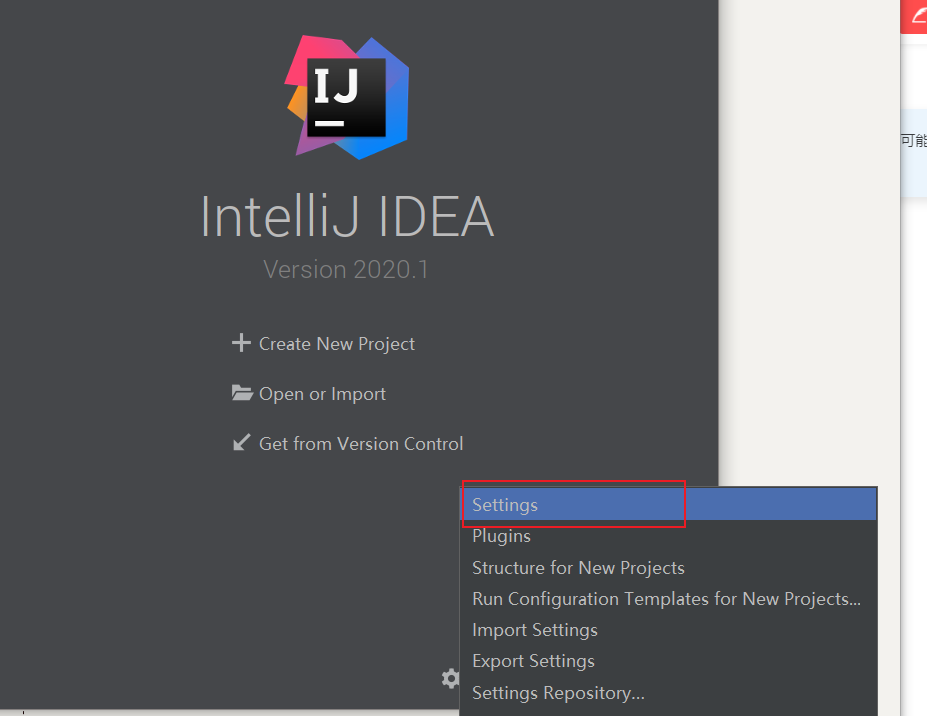 IJ
IntelliJ IDEA
Version 2020.1
Create New Project
Open or Import
Get from Version Control
Settings
Plugins
Structure for New Projects
Run Configuration Templates for New Projects...
Import Settings
Export Settings
Settings Repository...
可能